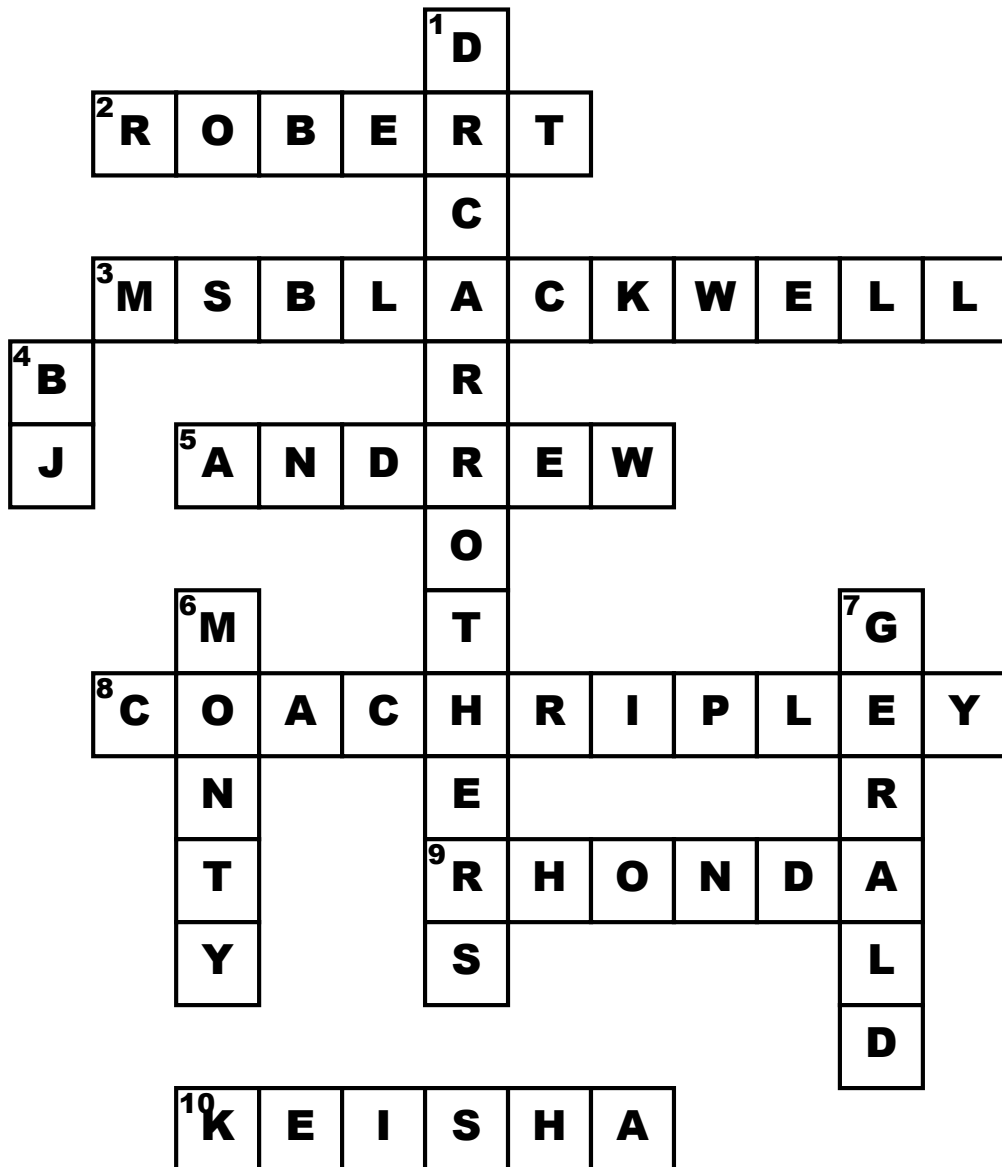 1 D
2 R O B E R T
C
3 M S B L A C K W E L L
4 B R
J 5 A N D R E W
O
6 M T 7 G
8 C O A C H R I P L E Y
N E R
T 9 R H O N D A
Y S L
D
10 K E I S H A